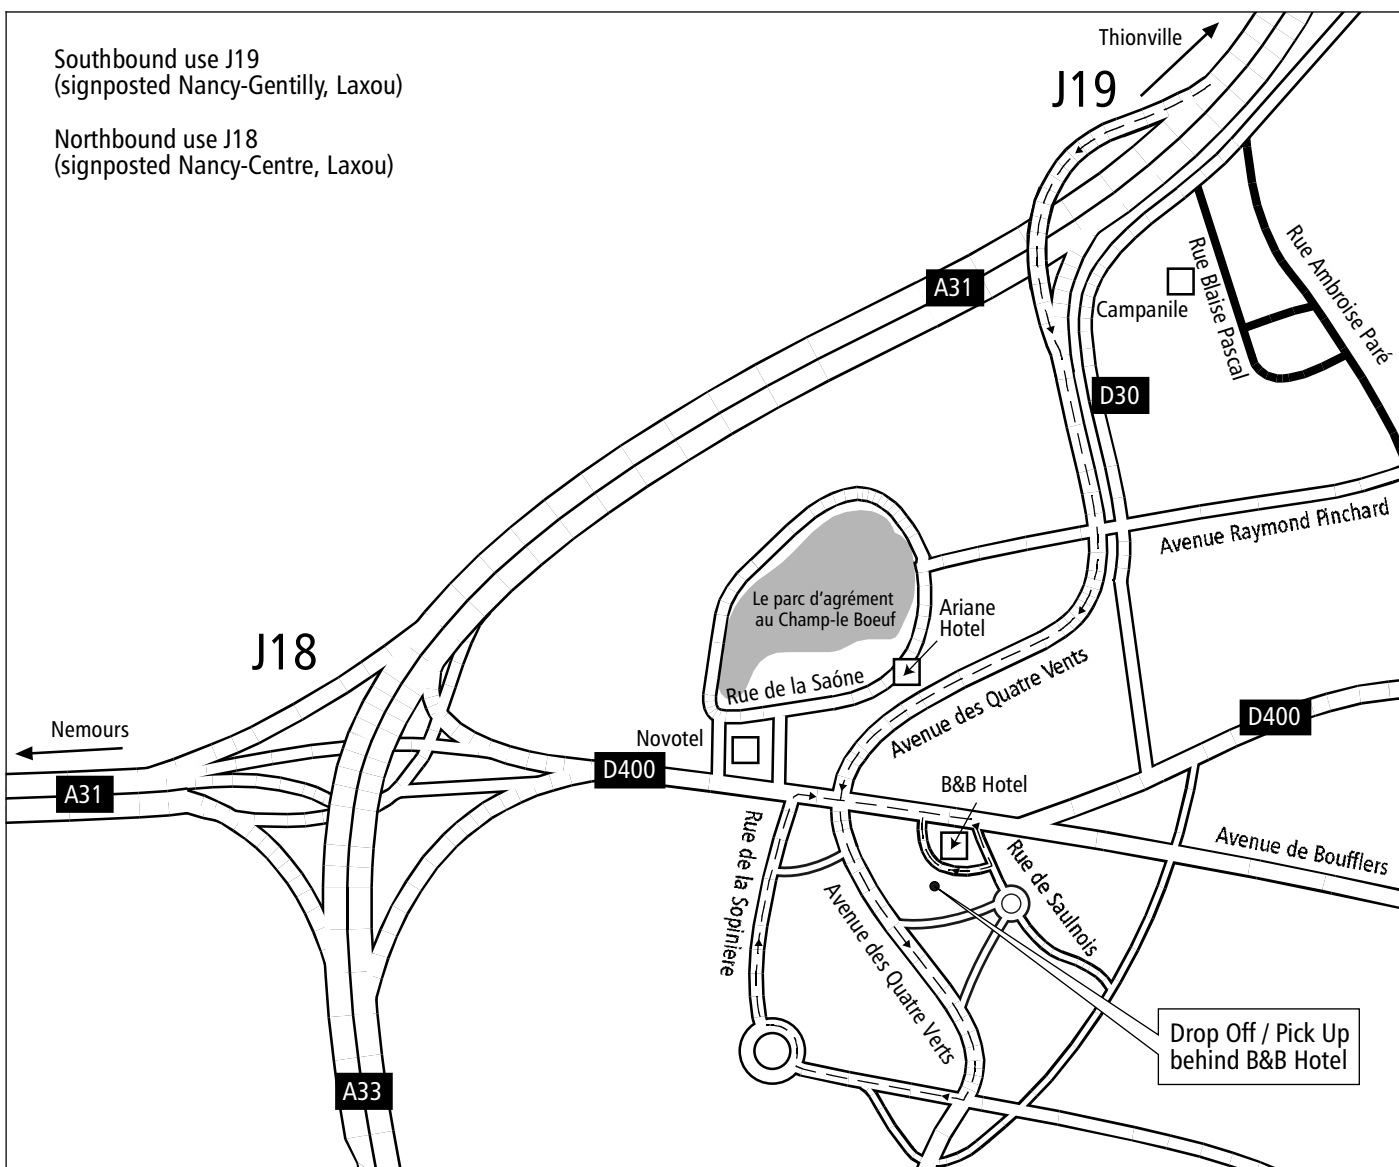 Southbound use J19
(signposted Nancy-Gentilly, Laxou)
Northbound use J18
(signposted Nancy-Centre, Laxou)
Thionville
J19
A31
Campanile
Rue Blaise Pascal
Rue Ambroise Paré
D30
Avenue Raymond Pinchard
Le parc d'agrément
au Champ-le Boeuf
Ariane
Hotel
J18
Rue de la Saóne
Avenue des Quatre Vents
Nemours
Novotel
D400
D400
A31
B&B Hotel
Rue de la Sopiniere
Avenue des Quatre Verts
Rue de Saulnois
Avenue de Boufflers
Drop Off / Pick Up
behind B&B Hotel
A33